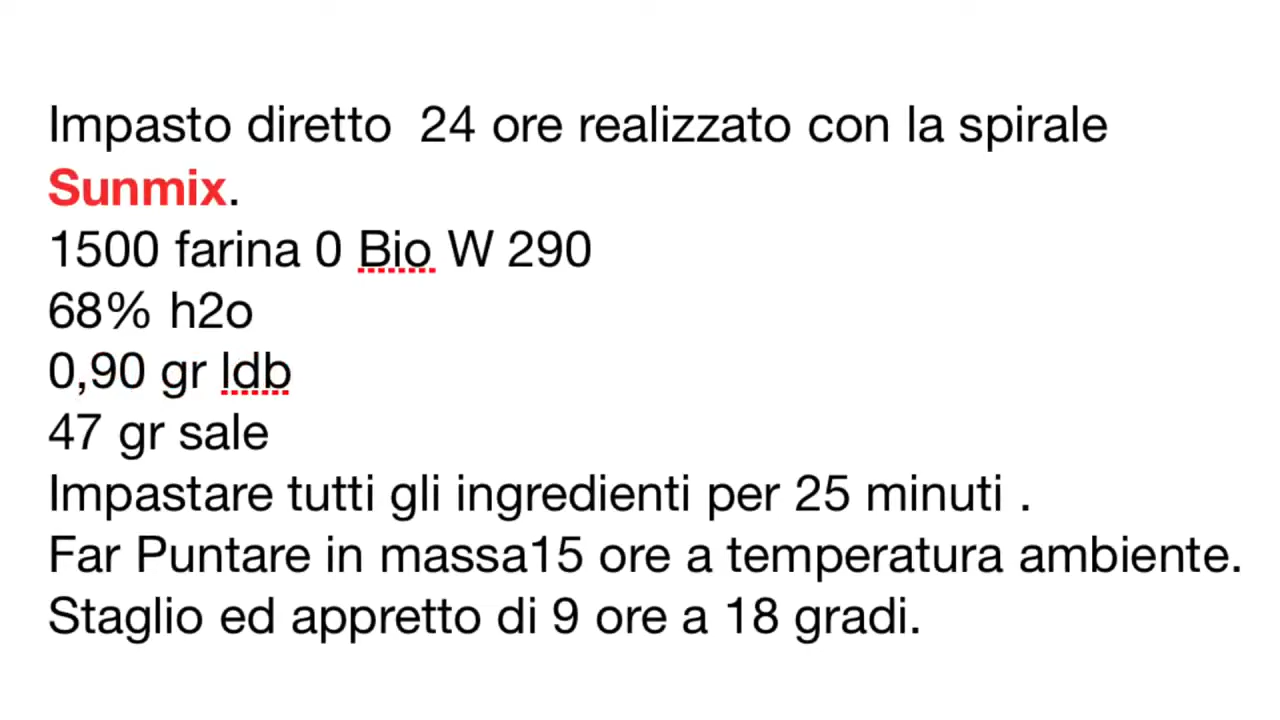 Impasto diretto  24 ore realizzato con la spirale
Sunmix.
1500 farina 0 Bio W 290
68% h2o
0,90 gr ldb
47 gr sale
Impastare tutti gli ingredienti per 25 minuti .
Far Puntare in massa15 ore a temperatura ambiente.
Staglio ed appretto di 9 ore a 18 gradi.